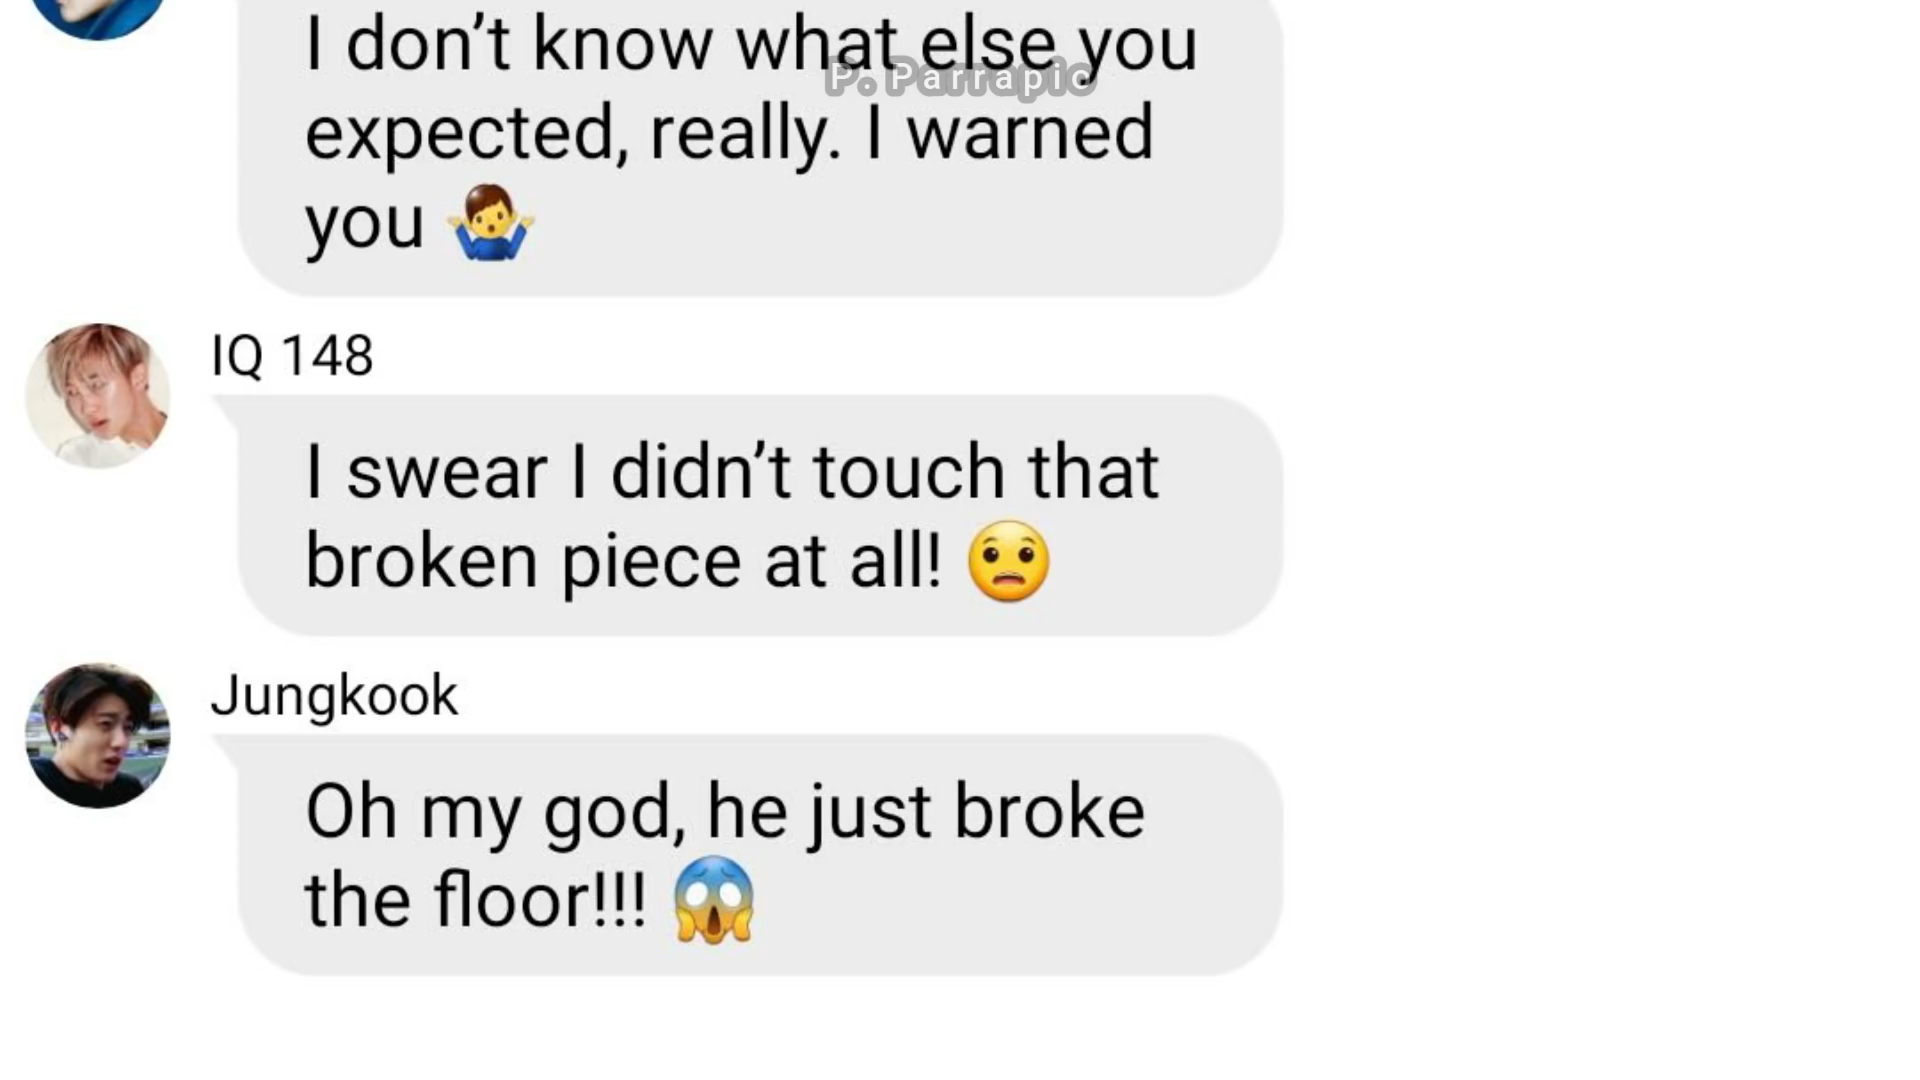 I don’t know what else you
P. Parrapic
expected, really. I warned
you 🤷‍♂️
IQ 148
I swear I didn’t touch that
broken piece at all! 😦
Jungkook
Oh my god, he just broke
the floor!!! 😱